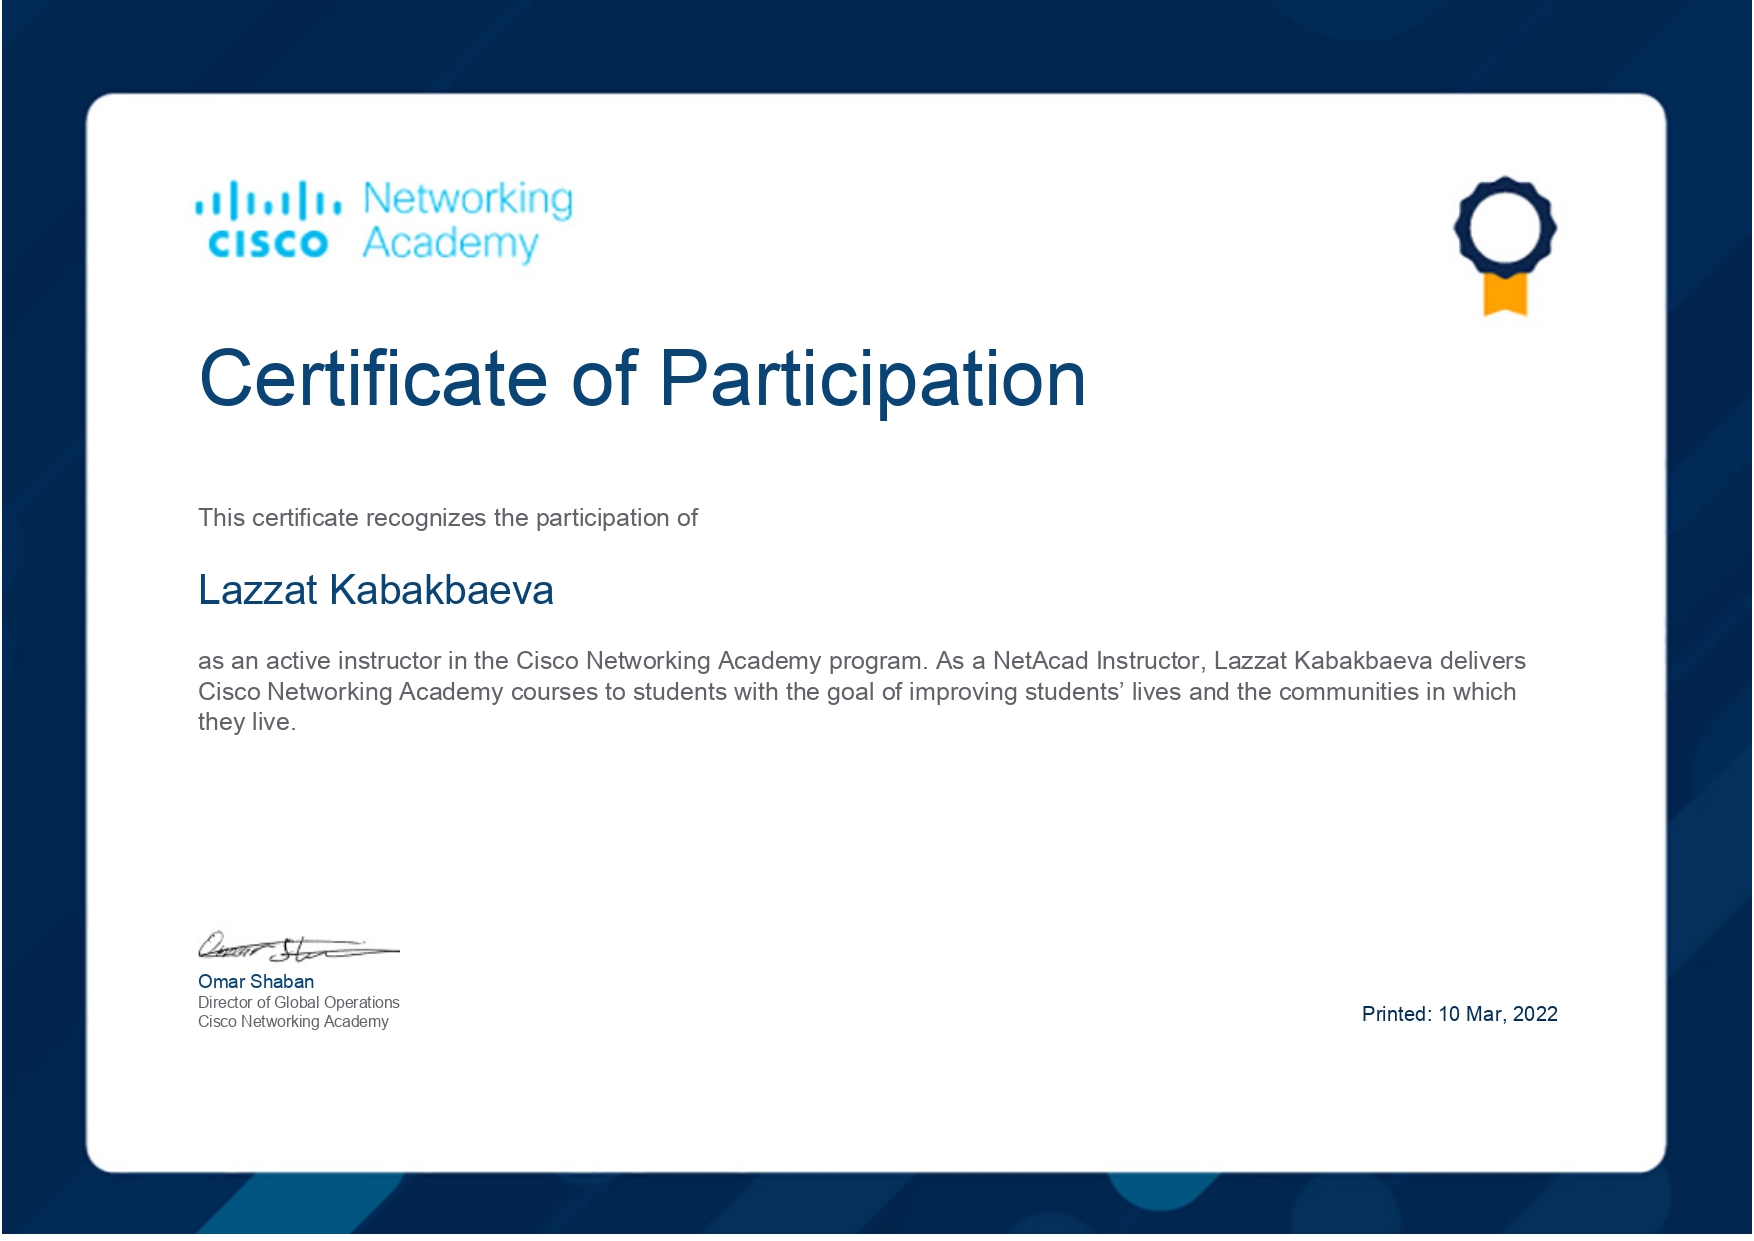 CISCO
Networking
Academy
Certificate of Participation
This certificate recognizes the participation of
Lazzat Kabakbaeva
as an active instructor in the Cisco Networking Academy program. As a NetAcad Instructor, Lazzat Kabakbaeva delivers
Cisco Networking Academy courses to students with the goal of improving students’ lives and the communities in which
they live.
Omar Shaban
Director of Global Operations
Cisco Networking Academy
Printed: 10 Mar, 2022